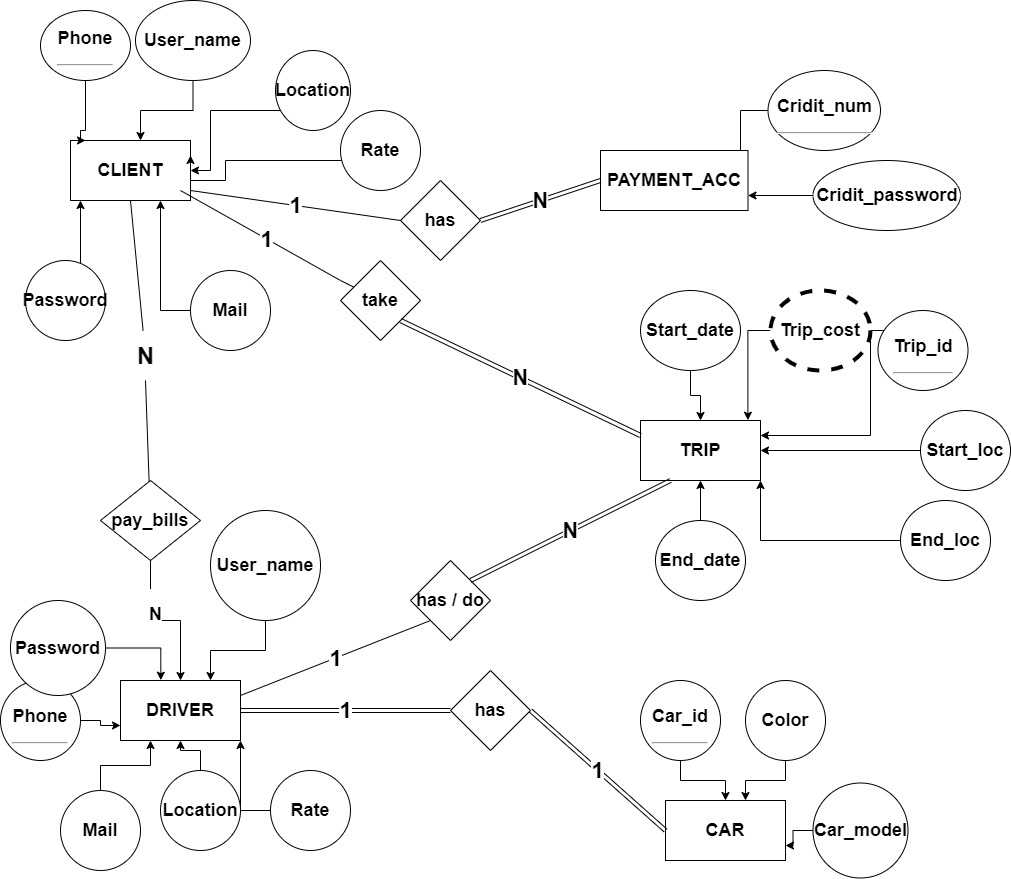 Phone
User_name
Location
Rate
CLIENT
Password
Mail
1
has
N
PAYMENT_ACC
Cridit_num
Cridit_password
1
take
N
Start_date
Trip_cost
Trip_id
TRIP
Start_loc
End_loc
End_date
N
pay_bills
N
User_name
N
has / do
1
Password
Phone
DRIVER
1
has
Mail
Location
Rate
1
Car_id
Color
CAR
Car_model